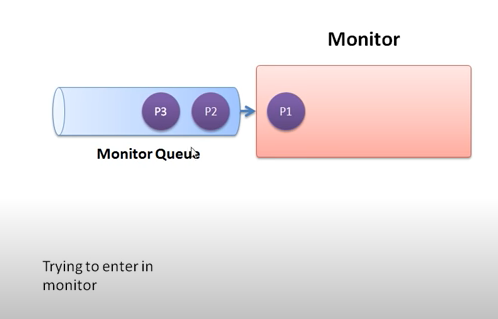 Monitor
P3
P2
P1
Monitor Queue
Trying to enter in
monitor